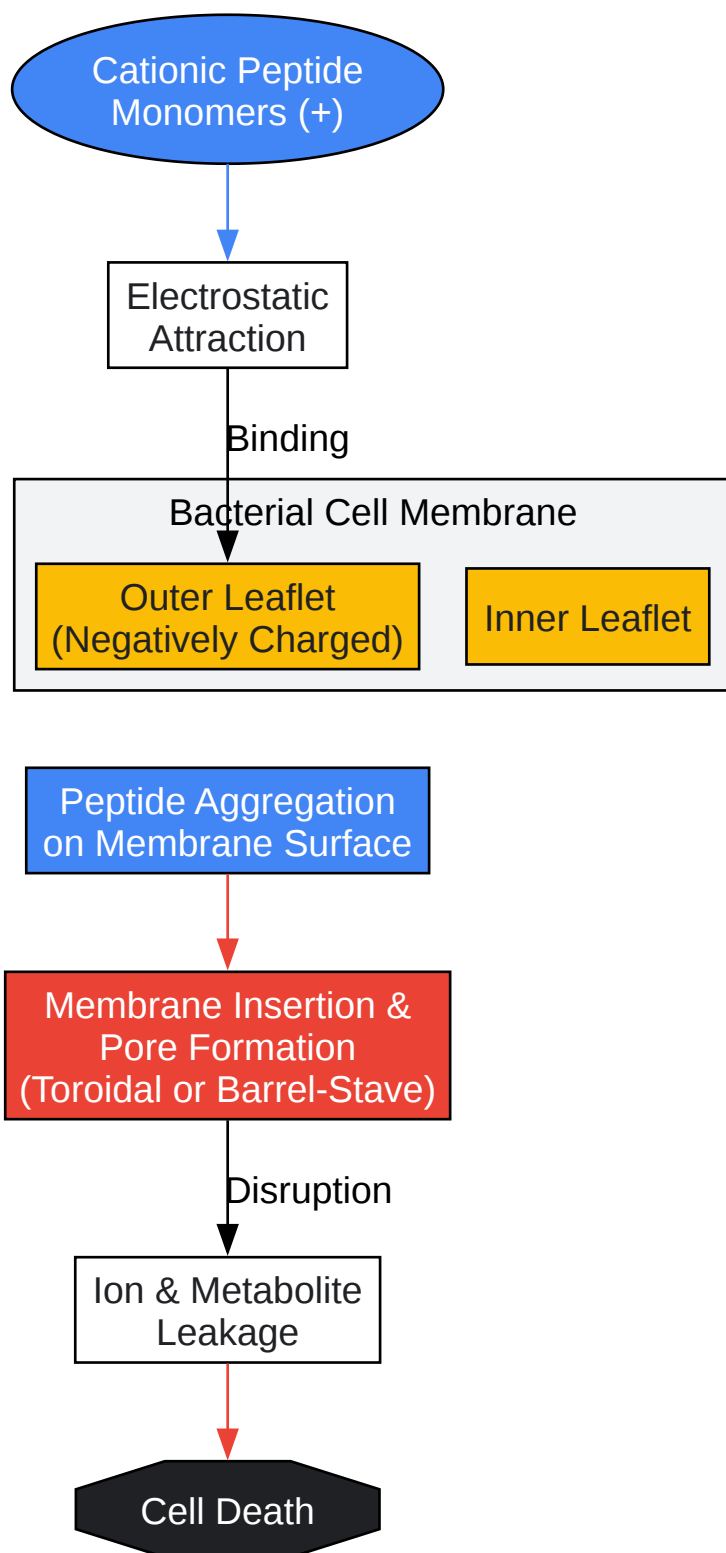 Cationic Peptide
Monomers (+)
Electrostatic
Attraction
Binding
Bacterial Cell Membrane
Outer Leaflet
(Negatively Charged)
Inner Leaflet
Peptide Aggregation
on Membrane Surface
Membrane Insertion &
Pore Formation
(Toroidal or Barrel-Stave)
Disruption
Ion & Metabolite
Leakage
Cell Death